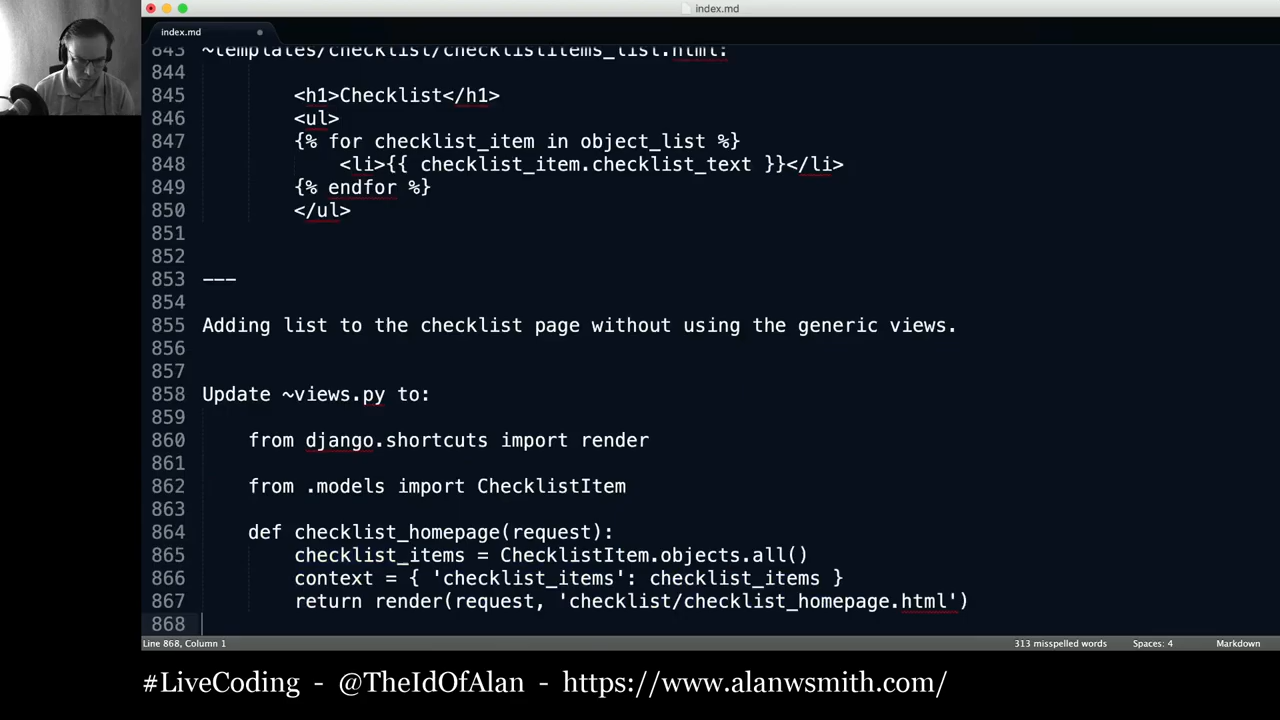 index.md
index.md
843 ~templates/checklist/checklistitems_list.html:
844
845 <h1>Checklist</h1>
846 <ul>
847 {% for checklist_item in object_list %}
848 <li>{{ checklist_item.checklist_text }}</li>
849 {% endfor %}
850 </ul>
851
852
853 ---
854
855 Adding list to the checklist page without using the generic views.
856
857
858 Update ~views.py to:
859
860 from django.shortcuts import render
861
862 from .models import ChecklistItem
863
864 def checklist_homepage(request):
865 checklist_items = ChecklistItem.objects.all()
866 context = { 'checklist_items': checklist_items }
867 return render(request, 'checklist/checklist_homepage.html')
868
Line 868, Column 1 313 misspelled words Spaces: 4 Markdown
#LiveCoding - @TheIdOfAlan - https://www.alanwsmith.com/